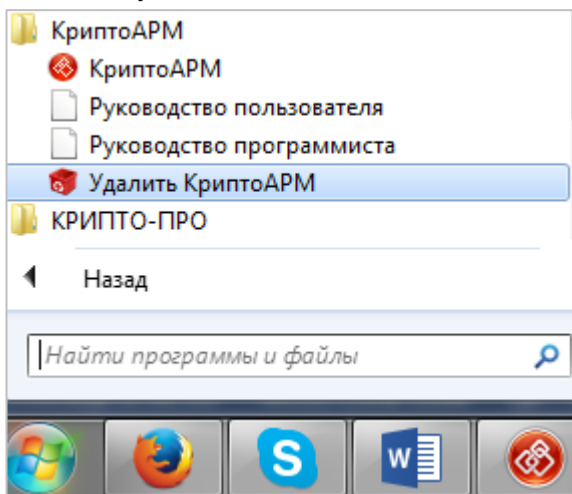 КриптоАРМ
КриптоАРМ
Руководство пользователя
Руководство программиста
Удалить КриптоАРМ
КРИПТО-ПРО
Назад
Найти программы и файлы
S
W